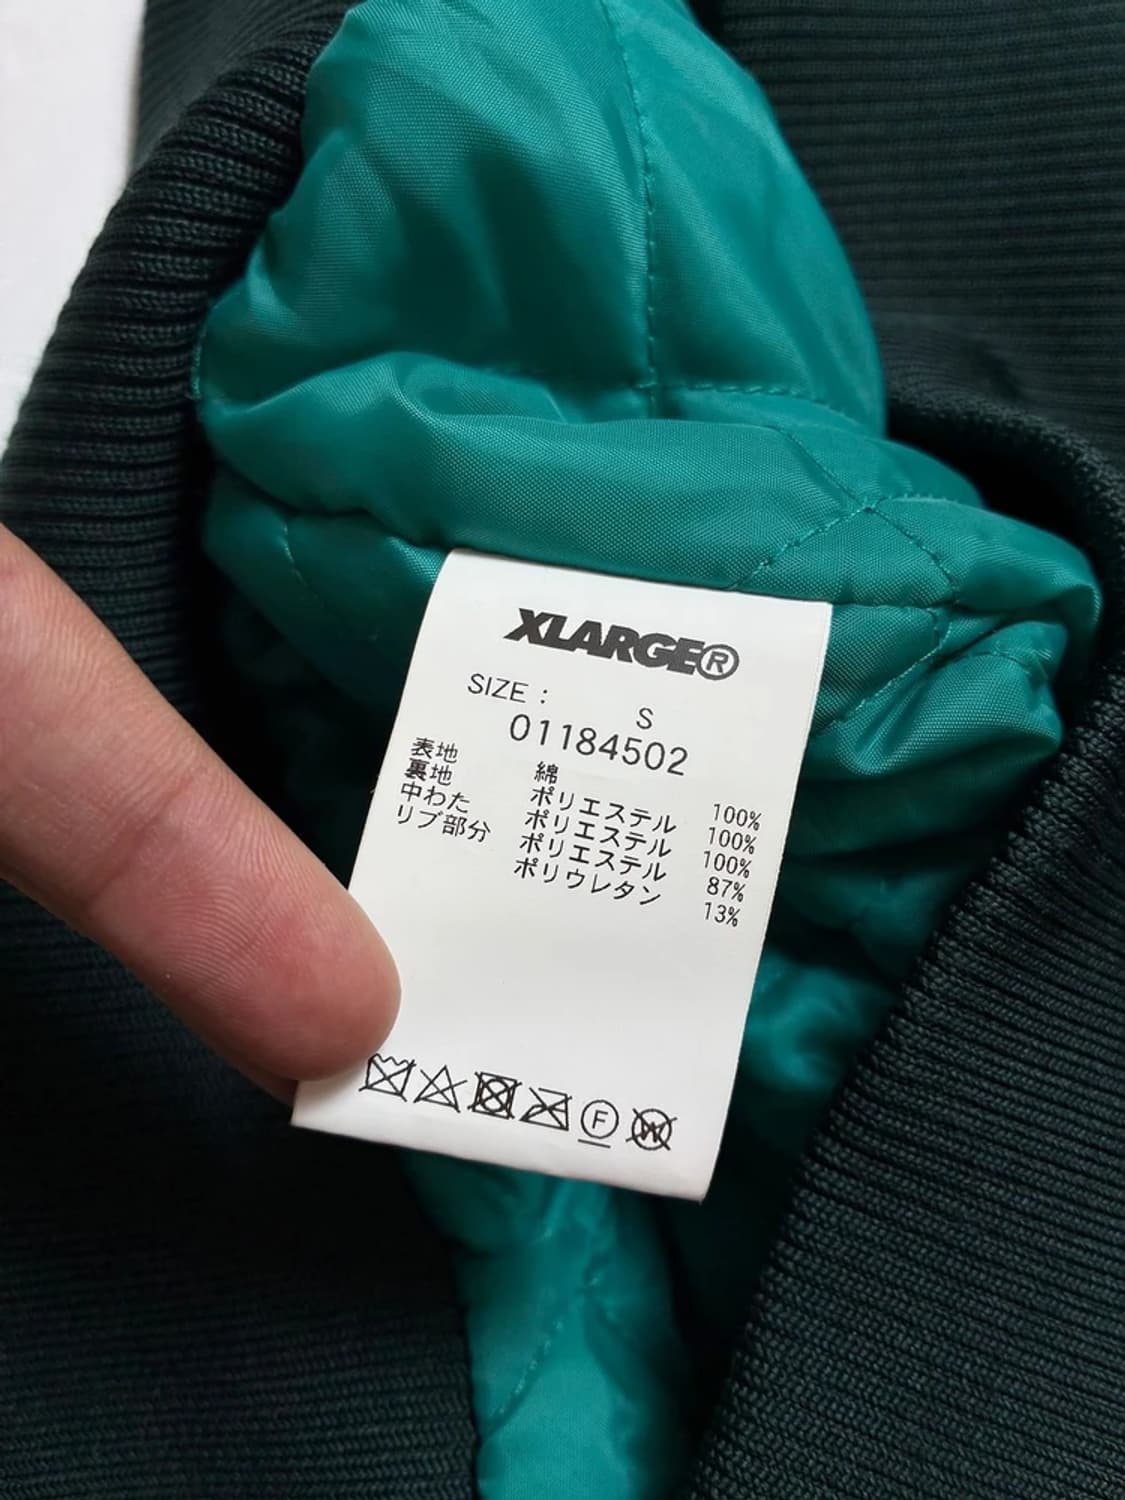 XLARGE®
SIZE : S
01184502
表地 綿 100%
裏地 ポリエステル 100%
中わた ポリエステル 100%
リブ部分 ポリエステル 87%
ポリウレタン 13%
F
W